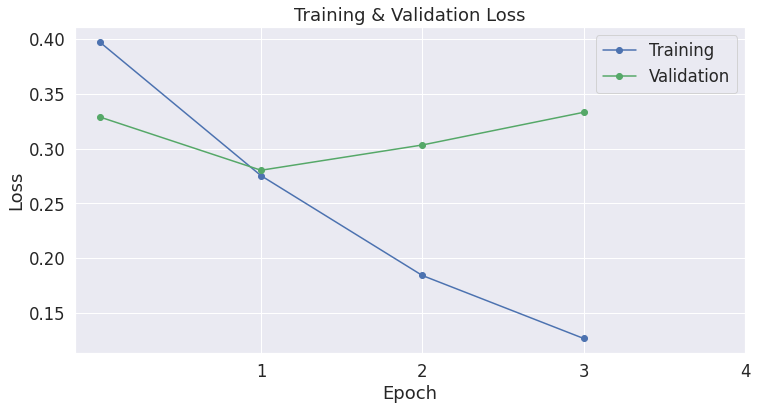 Training & Validation Loss
Training
Validation
0.40
0.35
0.30
0.25
0.20
0.15
Loss
1 2 3 4
Epoch